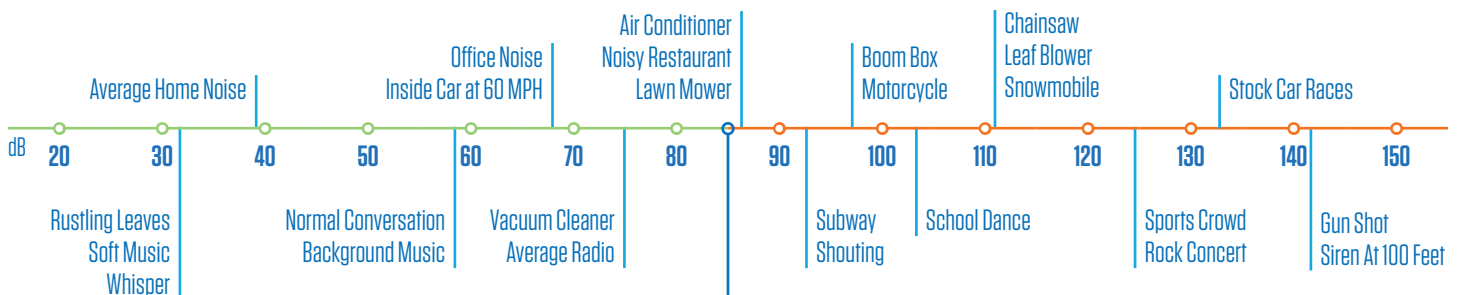 Air Conditioner
Noisy Restaurant
Lawn Mower
Chainsaw
Leaf Blower
Snowmobile
Office Noise
Inside Car at 60 MPH
Boom Box
Motorcycle
Average Home Noise
Stock Car Races
dB 20 30 40 50 60 70 80 90 100 110 120 130 140 150
Rustling Leaves
Soft Music
Whisper
Normal Conversation
Background Music
Vacuum Cleaner
Average Radio
Subway
Shouting
School Dance
Sports Crowd
Rock Concert
Gun Shot
Siren At 100 Feet